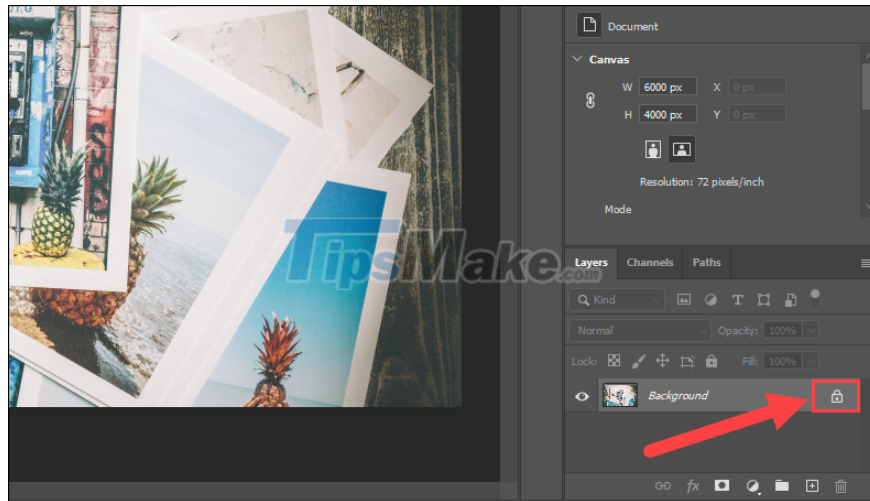 Document
Canvas
W 6000 px X 0 px
H 4000 px Y 0 px
Resolution: 72 pixels/inch
Mode
TipsMake.com
Layers Channels Paths
Kind
Normal Opacity: 100%
Lock: Fill: 100%
Background
fx